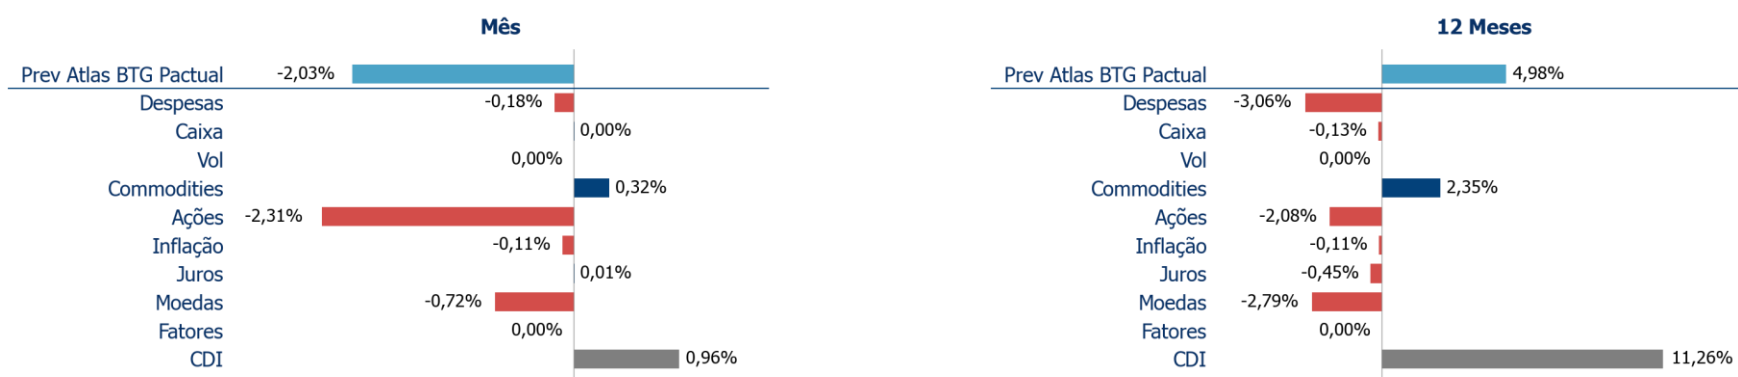 Mês
Prev Atlas BTG Pactual -2,03%
Despesas -0,18%
Caixa 0,00%
Vol 0,00%
Commodities 0,32%
Ações -2,31%
Inflação -0,11%
Juros 0,01%
Moedas -0,72%
Fatores 0,00%
CDI 0,96%
12 Meses
Prev Atlas BTG Pactual 4,98%
Despesas -3,06%
Caixa -0,13%
Vol 0,00%
Commodities 2,35%
Ações -2,08%
Inflação -0,11%
Juros -0,45%
Moedas -2,79%
Fatores 0,00%
CDI 11,26%